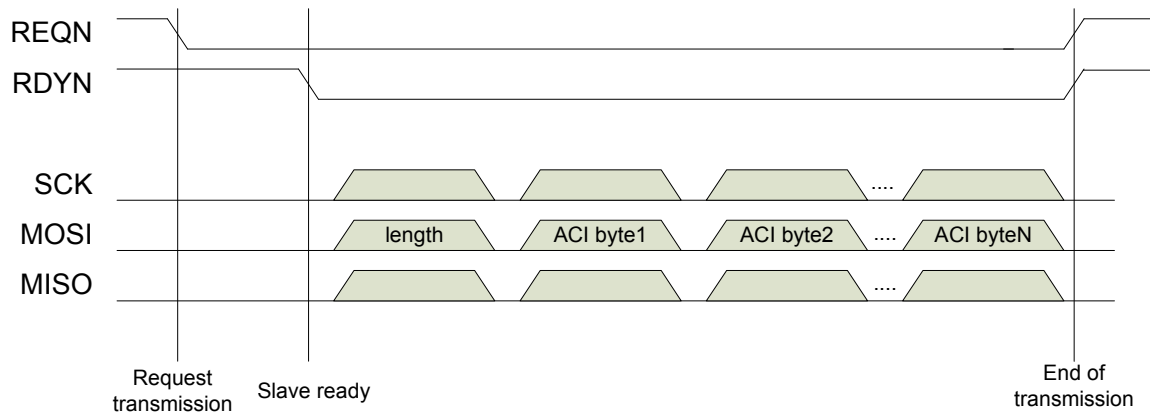 REQN
RDYN
SCK
....
MOSI
length
ACI byte1
ACI byte2
....
ACI byteN
MISO
....
Request
transmission
Slave ready
End of
transmission